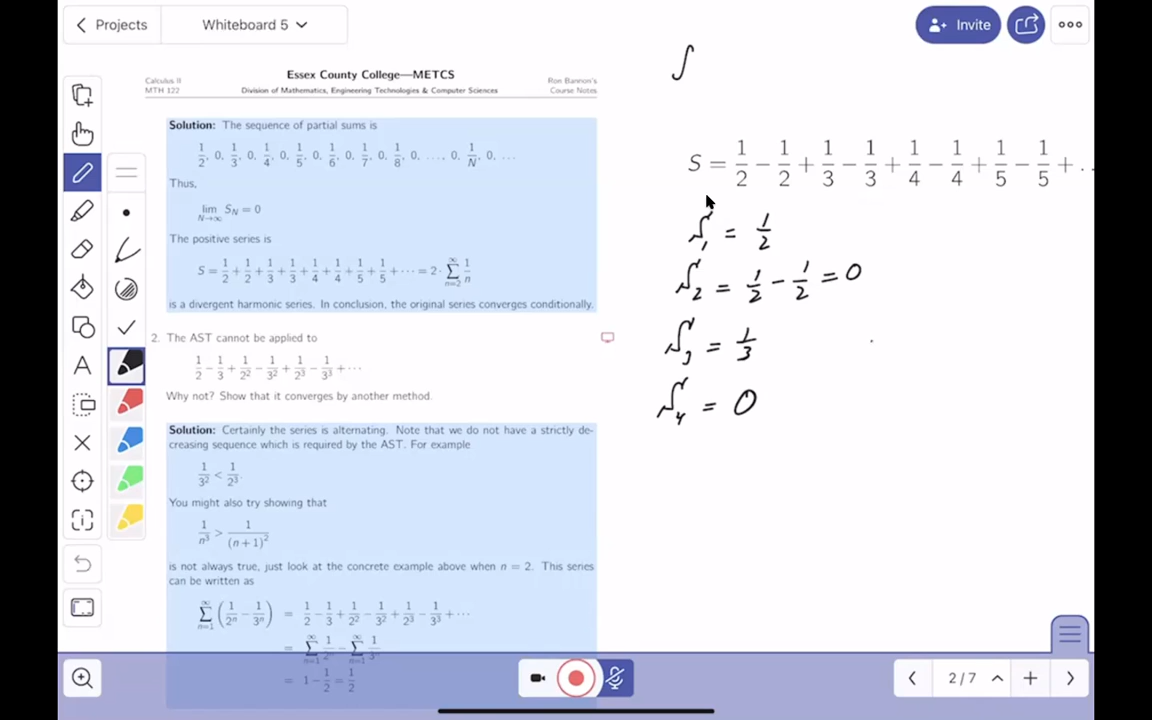 Projects
Whiteboard 5
Invite
Calculus II
MTH 122
Essex County College—METCS
Division of Mathematics, Engineering Technologies & Computer Sciences
Ron Bannon's
Course Notes
Solution: The sequence of partial sums is
1/2, 0, 1/3, 0, 1/4, 0, 1/5, 0, 1/6, 0, 1/7, 0, 1/8, 0, ..., 0, 1/N, 0, ...
Thus,
lim N→∞ S_N = 0
The positive series is
S = 1/2 + 1/2 + 1/3 + 1/3 + 1/4 + 1/4 + 1/5 + 1/5 + ⋯ = 2 · ∑_{n=2}^{∞} 1/n
is a divergent harmonic series. In conclusion, the original series converges conditionally.
2. The AST cannot be applied to
1/2 − 1/3 + 1/2² − 1/3² + 1/2³ − 1/3³ + ⋯
Why not? Show that it converges by another method.
Solution: Certainly the series is alternating. Note that we do not have a strictly de-
creasing sequence which is required by the AST. For example
1/3² < 1/2³.
You might also try showing that
1/n³ > 1/(n+1)²
is not always true, just look at the concrete example above when n = 2. This series
can be written as
∑_{n=1}^{∞} (1/2ⁿ − 1/3ⁿ) = 1/2 − 1/3 + 1/2² − 1/3² + 1/2³ − 1/3³ + ⋯
= ∑_{n=1}^{∞} 1/2ⁿ − ∑_{n=1}^{∞} 1/3ⁿ
= 1 − 1/2 = 1/2
S
S = 1/2 − 1/2 + 1/3 − 1/3 + 1/4 − 1/4 + 1/5 − 1/5 + ..
S₁ = 1/2
S₂ = 1/2 − 1/2 = 0
S₃ = 1/3
S₄ = 0
A
2 / 7